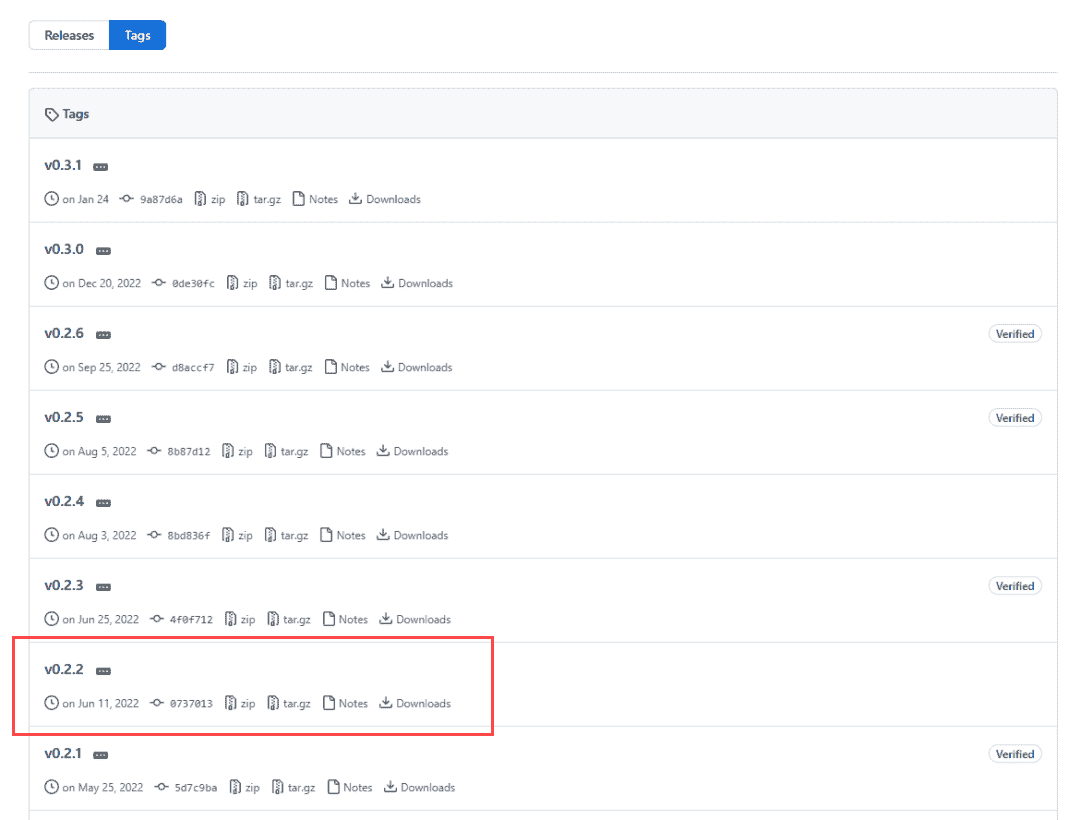 Releases Tags
Tags
v0.3.1
on Jan 24 9a87d6a zip tar.gz Notes Downloads
v0.3.0
on Dec 20, 2022 0de30fc zip tar.gz Notes Downloads
v0.2.6 Verified
on Sep 25, 2022 d8accf7 zip tar.gz Notes Downloads
v0.2.5 Verified
on Aug 5, 2022 8b87d12 zip tar.gz Notes Downloads
v0.2.4
on Aug 3, 2022 8bd836f zip tar.gz Notes Downloads
v0.2.3 Verified
on Jun 25, 2022 4f0f712 zip tar.gz Notes Downloads
v0.2.2
on Jun 11, 2022 0737013 zip tar.gz Notes Downloads
v0.2.1 Verified
on May 25, 2022 5d7c9ba zip tar.gz Notes Downloads